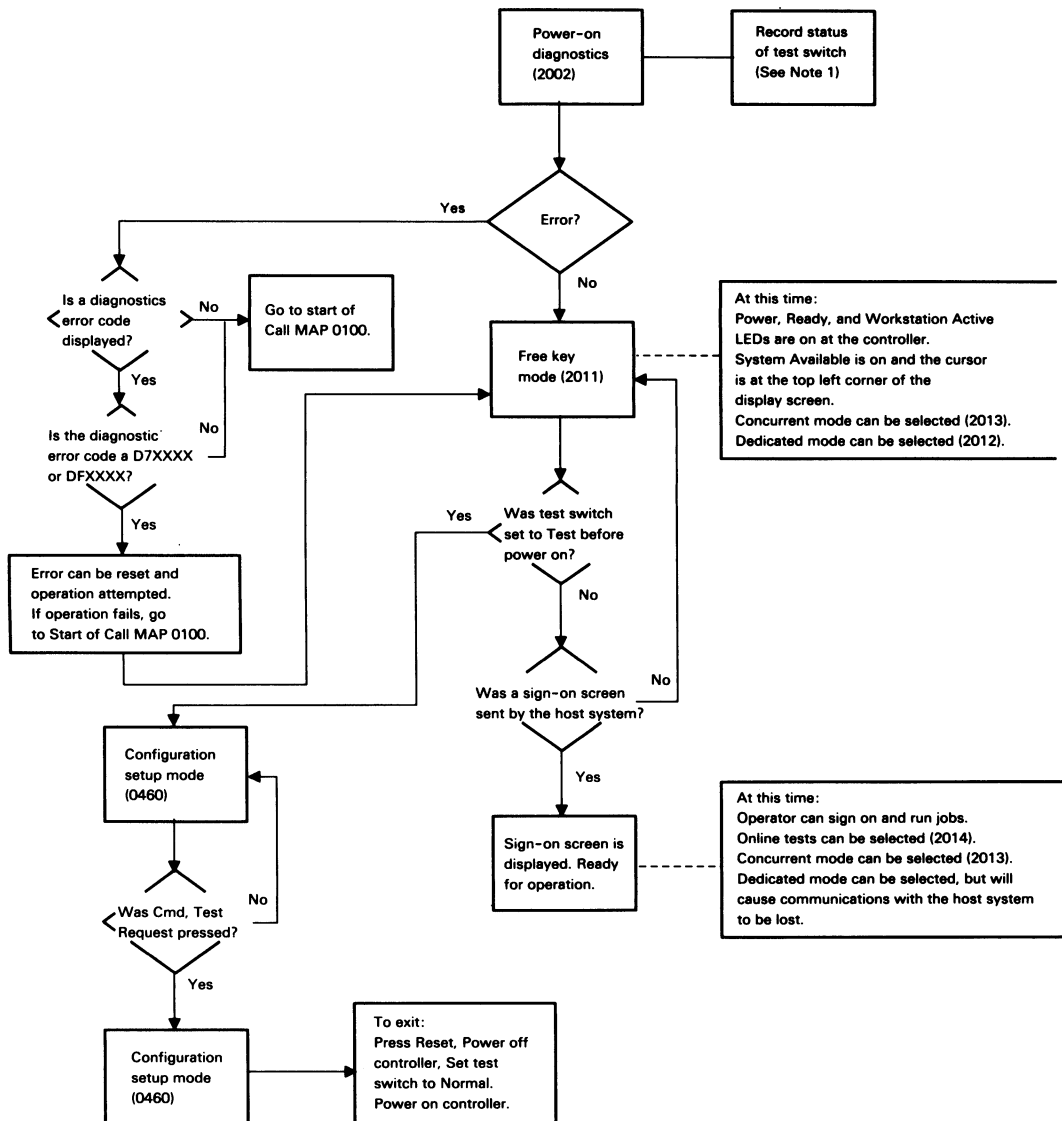 Power-on
diagnostics
(2002)
Record status
of test switch
(See Note 1)
Yes
Error?
No
Is a diagnostics
error code
displayed?
No
Go to start of
Call MAP 0100.
Yes
Is the diagnostic
error code a D7XXXX
or DFXXXX?
No
Yes
Error can be reset and
operation attempted.
If operation fails, go
to Start of Call MAP 0100.
Free key
mode (2011)
At this time:
Power, Ready, and Workstation Active
LEDs are on at the controller.
System Available is on and the cursor
is at the top left corner of the
display screen.
Concurrent mode can be selected (2013).
Dedicated mode can be selected (2012).
Yes
Was test switch
set to Test before
power on?
No
Was a sign-on screen
sent by the host system?
No
Yes
Sign-on screen is
displayed. Ready
for operation.
At this time:
Operator can sign on and run jobs.
Online tests can be selected (2014).
Concurrent mode can be selected (2013).
Dedicated mode can be selected, but will
cause communications with the host system
to be lost.
Configuration
setup mode
(0460)
Was Cmd, Test
Request pressed?
No
Yes
Configuration
setup mode
(0460)
To exit:
Press Reset, Power off
controller, Set test
switch to Normal.
Power on controller.